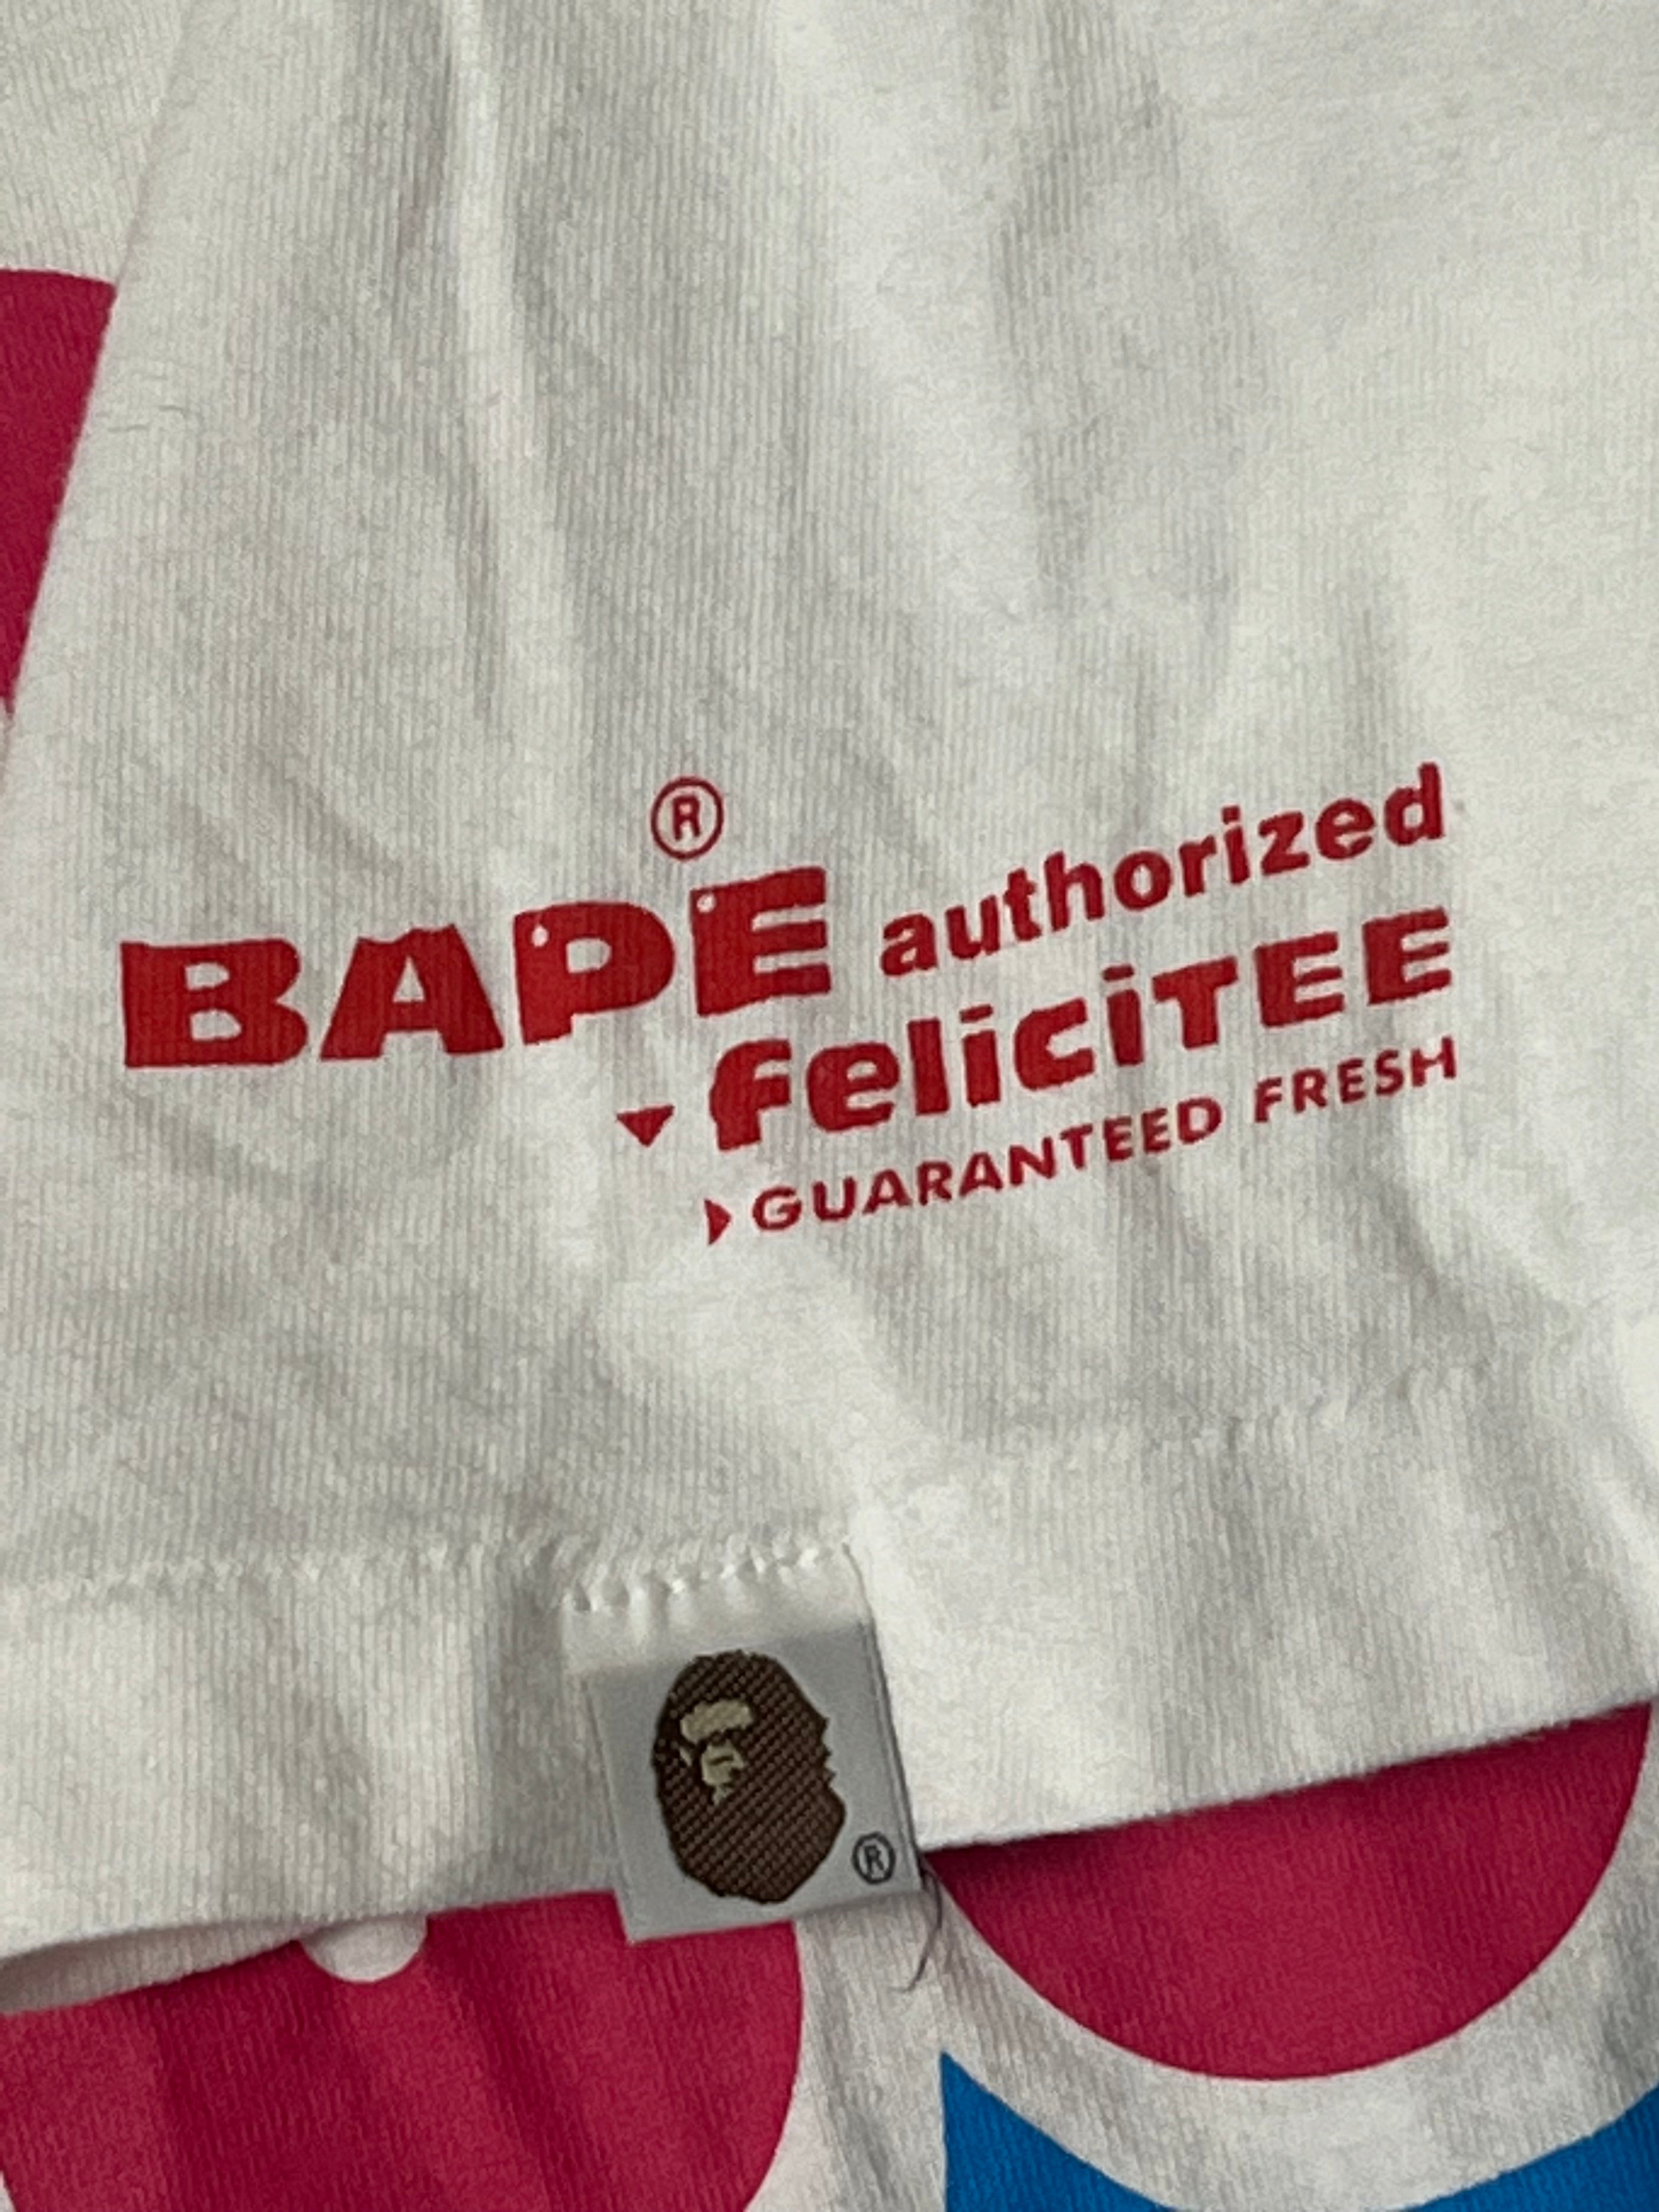 ®
BAPE authorized
feliciTEE
GUARANTEED FRESH
®